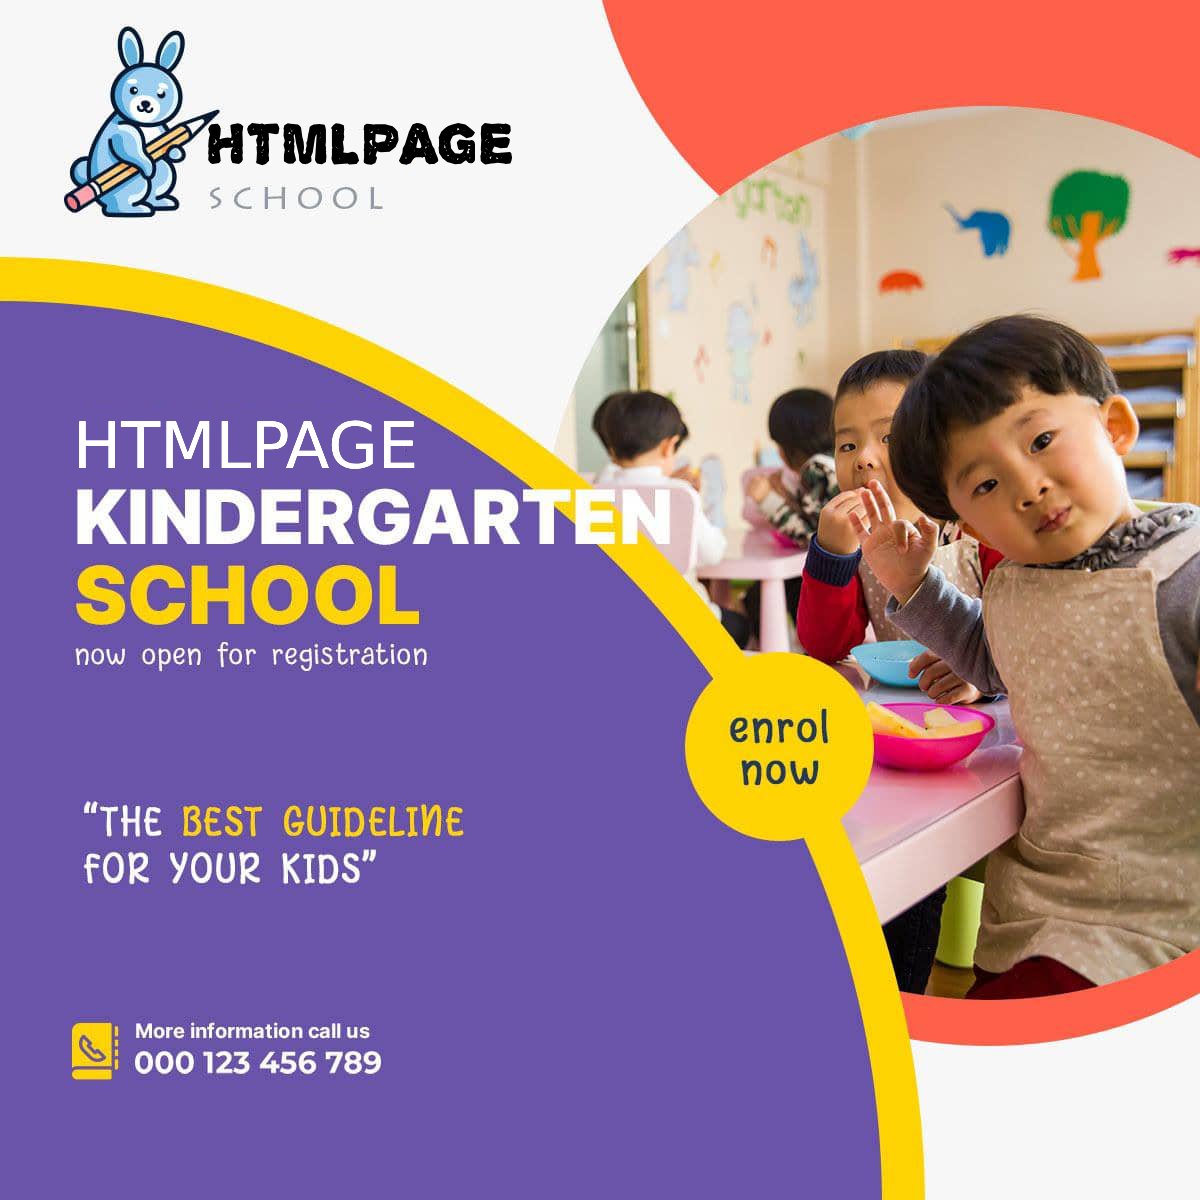 HTMLPAGE
SCHOOL
garten
HTMLPAGE
KINDERGARTEN
SCHOOL
now open for registration
enrol
now
“THE BEST GUIDELINE
FOR YOUR KIDS”
More information call us
000 123 456 789